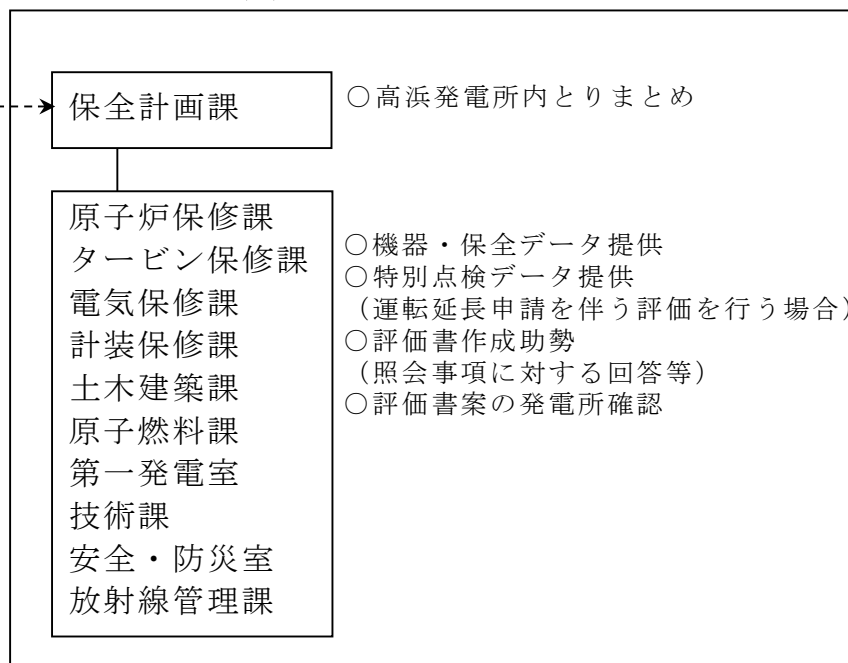 保全計画課
○高浜発電所内とりまとめ
原子炉保修課
タービン保修課
電気保修課
計装保修課
土木建築課
原子燃料課
第一発電室
技術課
安全・防災室
放射線管理課
○機器・保全データ提供
○特別点検データ提供
（運転延長申請を伴う評価を行う場合）
○評価書作成助勢
（照会事項に対する回答等）
○評価書案の発電所確認